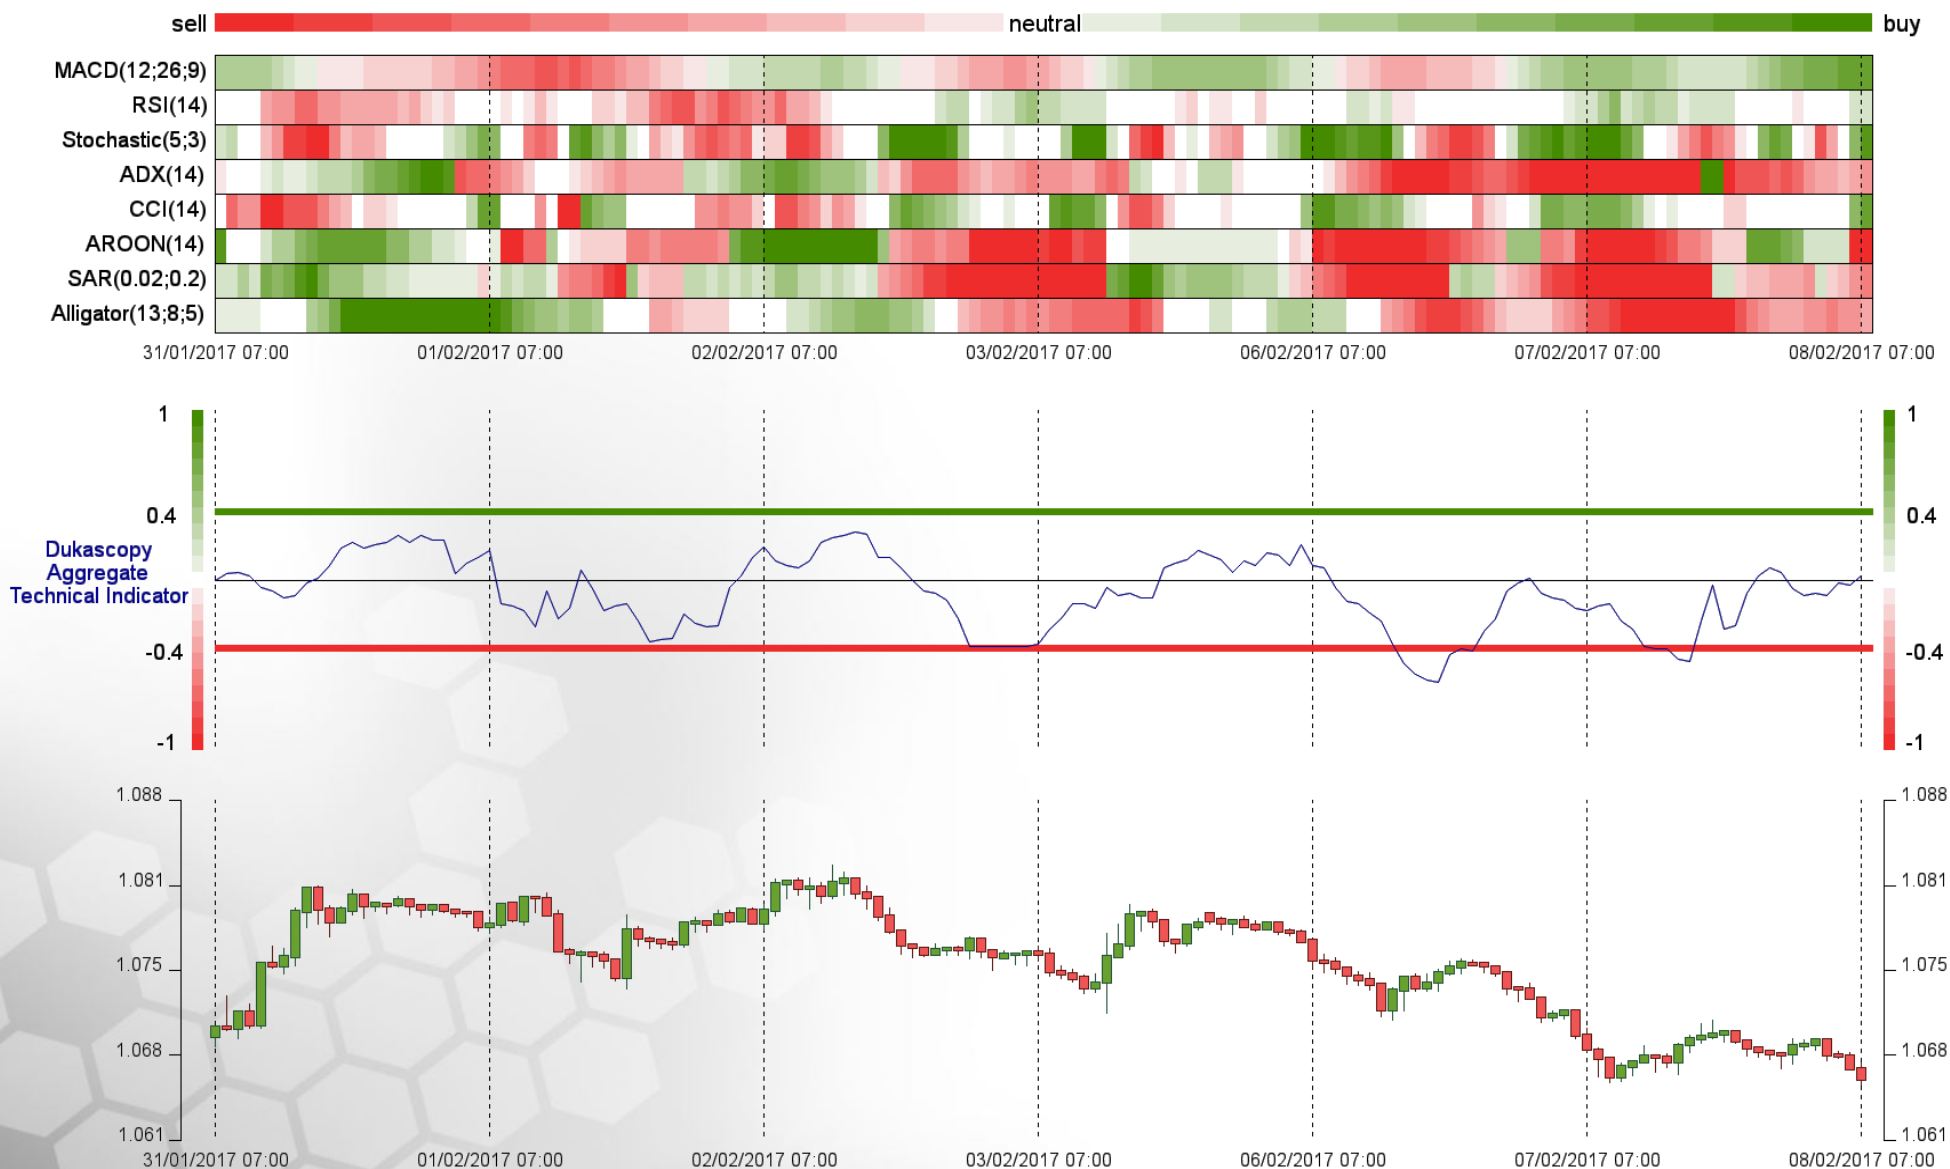 sell neutral buy
MACD(12;26;9)
RSI(14)
Stochastic(5;3)
ADX(14)
CCI(14)
AROON(14)
SAR(0.02;0.2)
Alligator(13;8;5)
31/01/2017 07:00 01/02/2017 07:00 02/02/2017 07:00 03/02/2017 07:00 06/02/2017 07:00 07/02/2017 07:00 08/02/2017 07:00
1 1
0.4 0.4
Dukascopy
Aggregate
Technical Indicator
-0.4 -0.4
-1 -1
1.088 1.088
1.081 1.081
1.075 1.075
1.068 1.068
1.061 1.061
31/01/2017 07:00 01/02/2017 07:00 02/02/2017 07:00 03/02/2017 07:00 06/02/2017 07:00 07/02/2017 07:00 08/02/2017 07:00